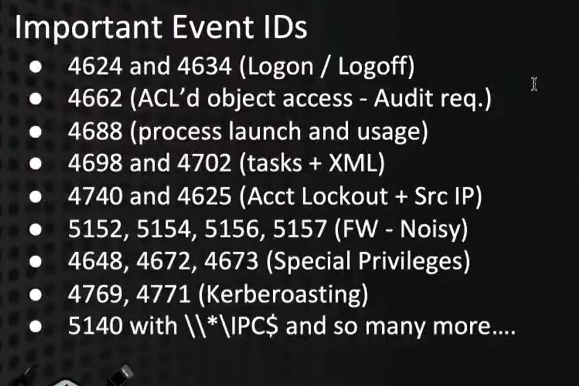 Important Event IDs
● 4624 and 4634 (Logon / Logoff)
● 4662 (ACL’d object access - Audit req.)
● 4688 (process launch and usage)
● 4698 and 4702 (tasks + XML)
● 4740 and 4625 (Acct Lockout + Src IP)
● 5152, 5154, 5156, 5157 (FW - Noisy)
● 4648, 4672, 4673 (Special Privileges)
● 4769, 4771 (Kerberoasting)
● 5140 with \\*\IPC$ and so many more….